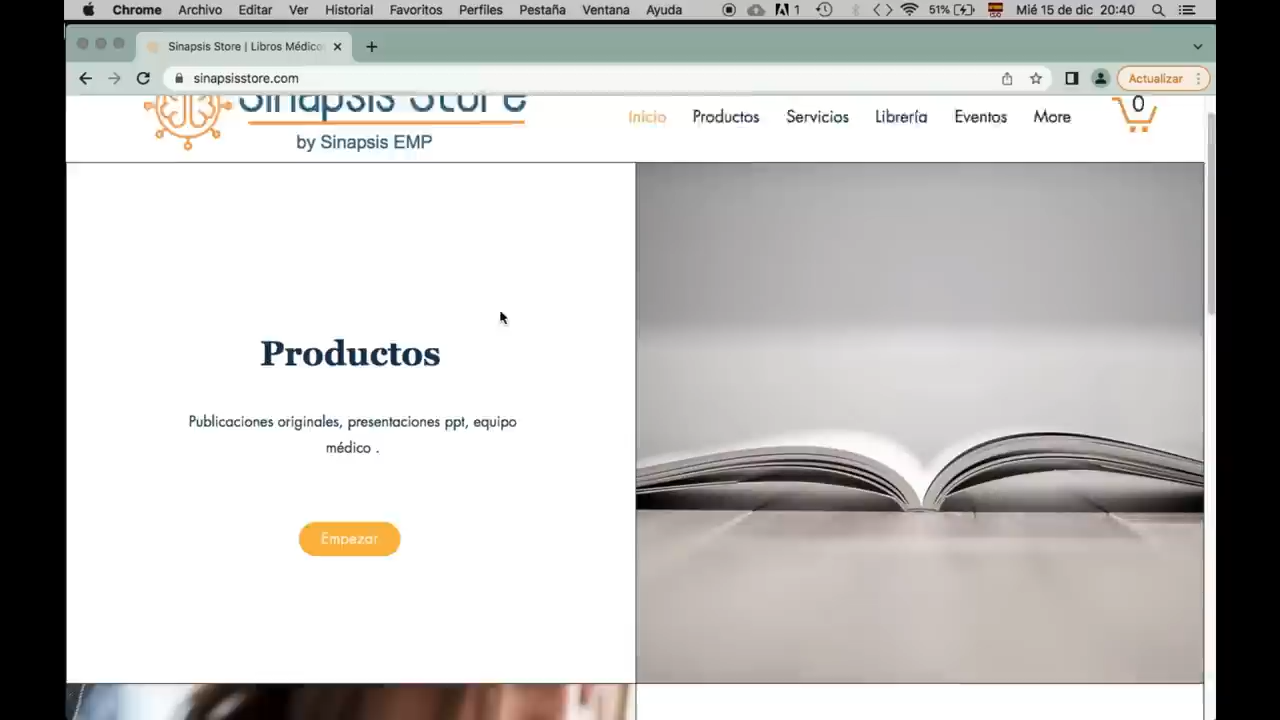 Chrome Archivo Editar Ver Historial Favoritos Perfiles Pestaña Ventana Ayuda 1 51% Mié 15 de dic 20:40
Sinapsis Store | Libros Médico
sinapsisstore.com Actualizar
Sinapsis Store
by Sinapsis EMP
Inicio Productos Servicios Librería Eventos More 0
Productos
Publicaciones originales, presentaciones ppt, equipo
médico .
Empezar